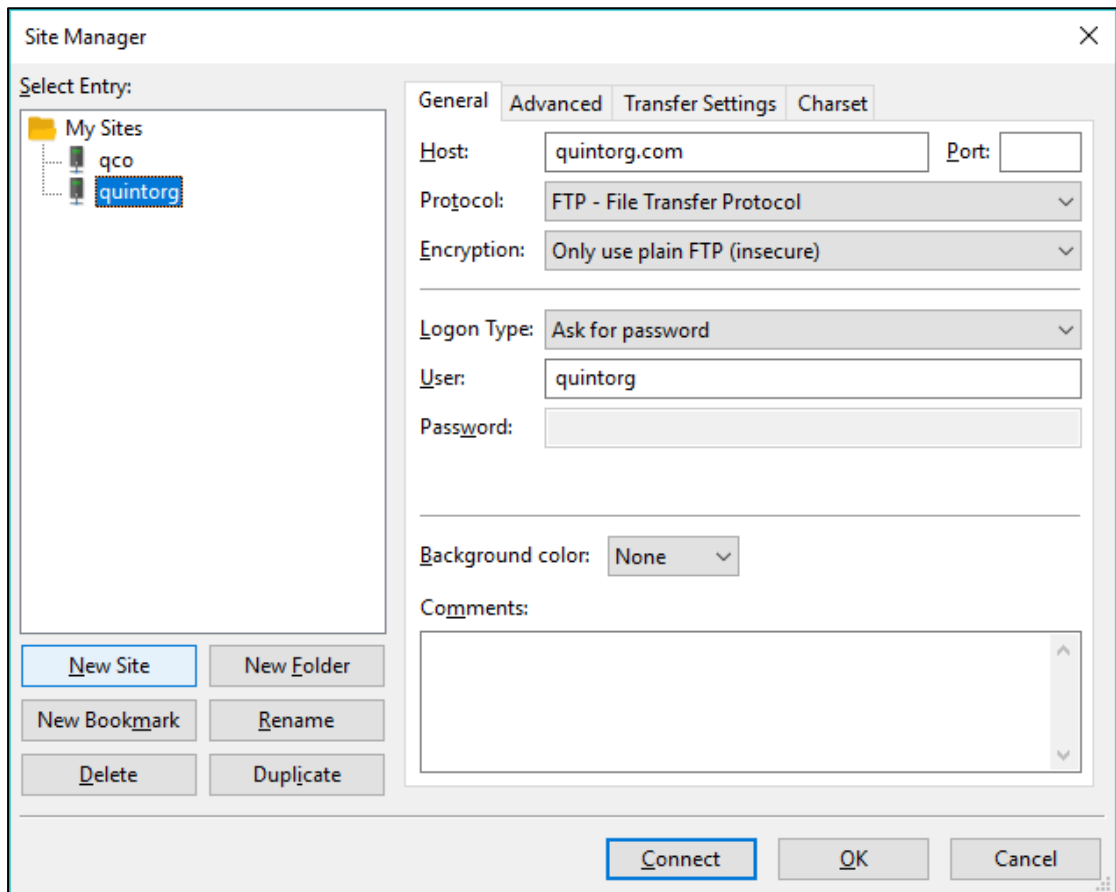 Site Manager
Select Entry:
My Sites
qco
quintorg
New Site New Folder
New Bookmark Rename
Delete Duplicate
General Advanced Transfer Settings Charset
Host: quintorg.com Port:
Protocol: FTP - File Transfer Protocol
Encryption: Only use plain FTP (insecure)
Logon Type: Ask for password
User: quintorg
Password:
Background color: None
Comments:
Connect OK Cancel